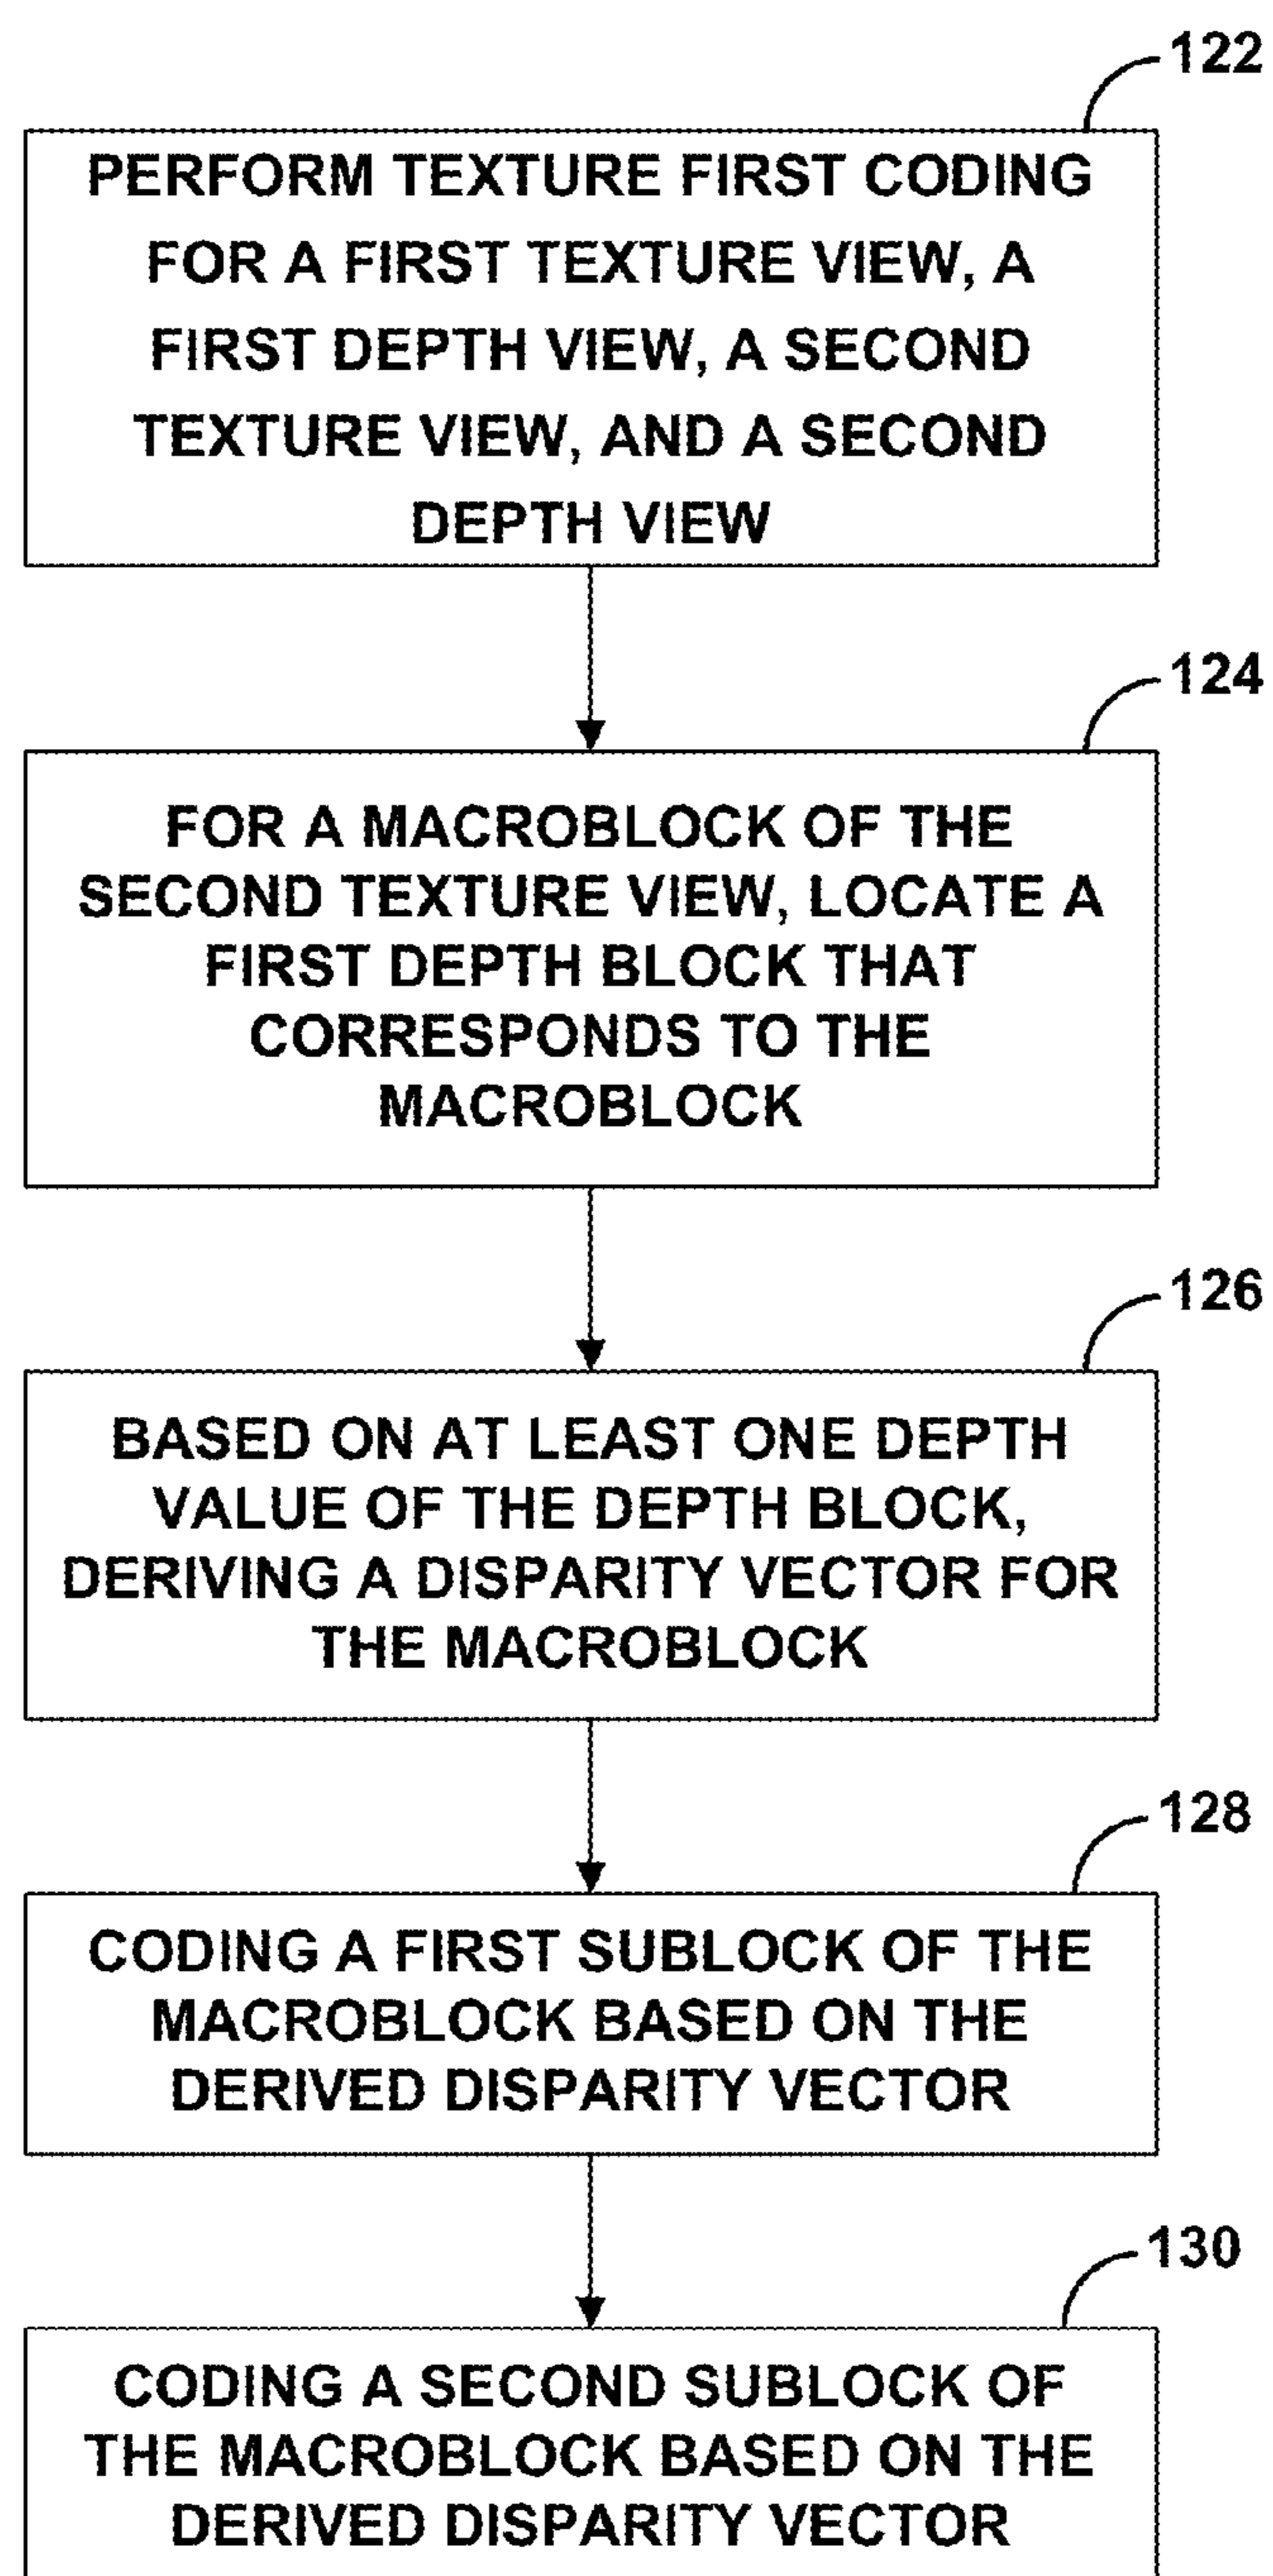 122
PERFORM TEXTURE FIRST CODING
FOR A FIRST TEXTURE VIEW, A
FIRST DEPTH VIEW, A SECOND
TEXTURE VIEW, AND A SECOND
DEPTH VIEW
124
FOR A MACROBLOCK OF THE
SECOND TEXTURE VIEW, LOCATE A
FIRST DEPTH BLOCK THAT
CORRESPONDS TO THE
MACROBLOCK
126
BASED ON AT LEAST ONE DEPTH
VALUE OF THE DEPTH BLOCK,
DERIVING A DISPARITY VECTOR FOR
THE MACROBLOCK
128
CODING A FIRST SUBLOCK OF THE
MACROBLOCK BASED ON THE
DERIVED DISPARITY VECTOR
130
CODING A SECOND SUBLOCK OF
THE MACROBLOCK BASED ON THE
DERIVED DISPARITY VECTOR